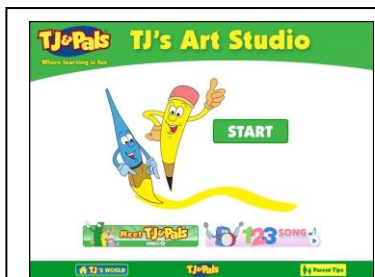 TJ&Pals TJ's Art Studio
Where learning is fun
START
Meet TJ&Pals
123 SONG
TJ'S WORLD TJ&Pals Parent Tips